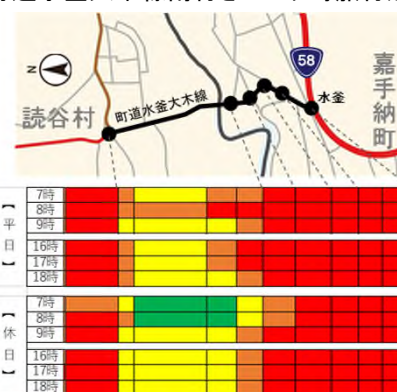 N
58
嘉手納町
水釜
町道水釜大木線
読谷村
【平日】
7時
8時
9時
16時
17時
18時
【休日】
7時
8時
9時
16時
17時
18時